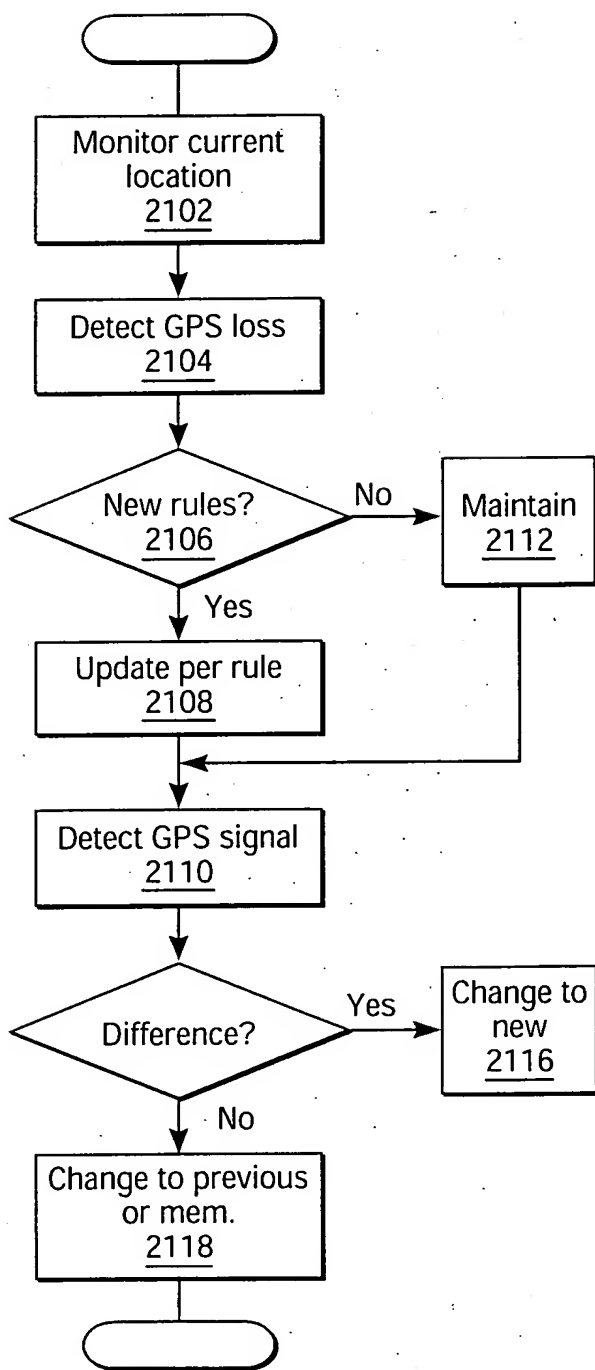 Monitor current
location
2102
Detect GPS loss
2104
New rules?
2106
No
Maintain
2112
Yes
Update per rule
2108
Detect GPS signal
2110
Difference?
Yes
Change to
new
2116
No
Change to previous
or mem.
2118